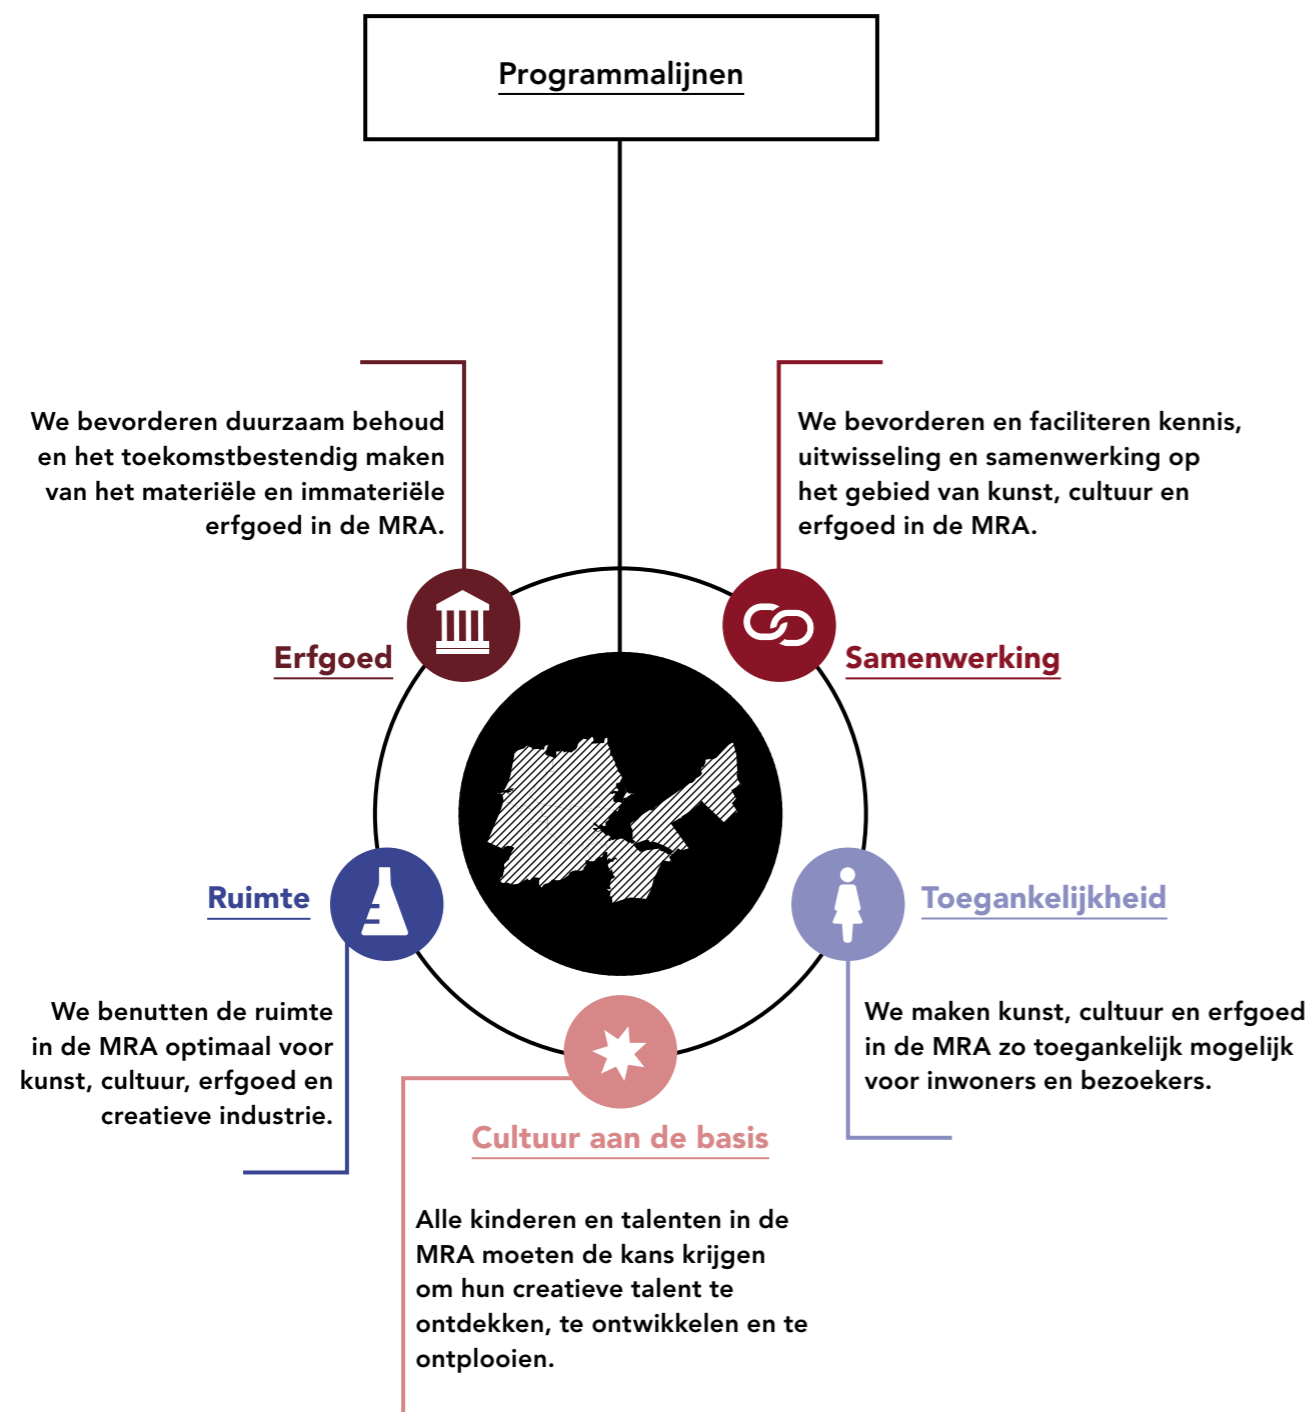 Programmalijnen
We bevorderen duurzaam behoud
en het toekomstbestendig maken
van het materiële en immateriële
erfgoed in de MRA.
Erfgoed
We bevorderen en faciliteren kennis,
uitwisseling en samenwerking op
het gebied van kunst, cultuur en
erfgoed in de MRA.
Samenwerking
Ruimte
We benutten de ruimte
in de MRA optimaal voor
kunst, cultuur, erfgoed en
creatieve industrie.
Toegankelijkheid
We maken kunst, cultuur en erfgoed
in de MRA zo toegankelijk mogelijk
voor inwoners en bezoekers.
Cultuur aan de basis
Alle kinderen en talenten in de
MRA moeten de kans krijgen
om hun creatieve talent te
ontdekken, te ontwikkelen en te
ontplooien.